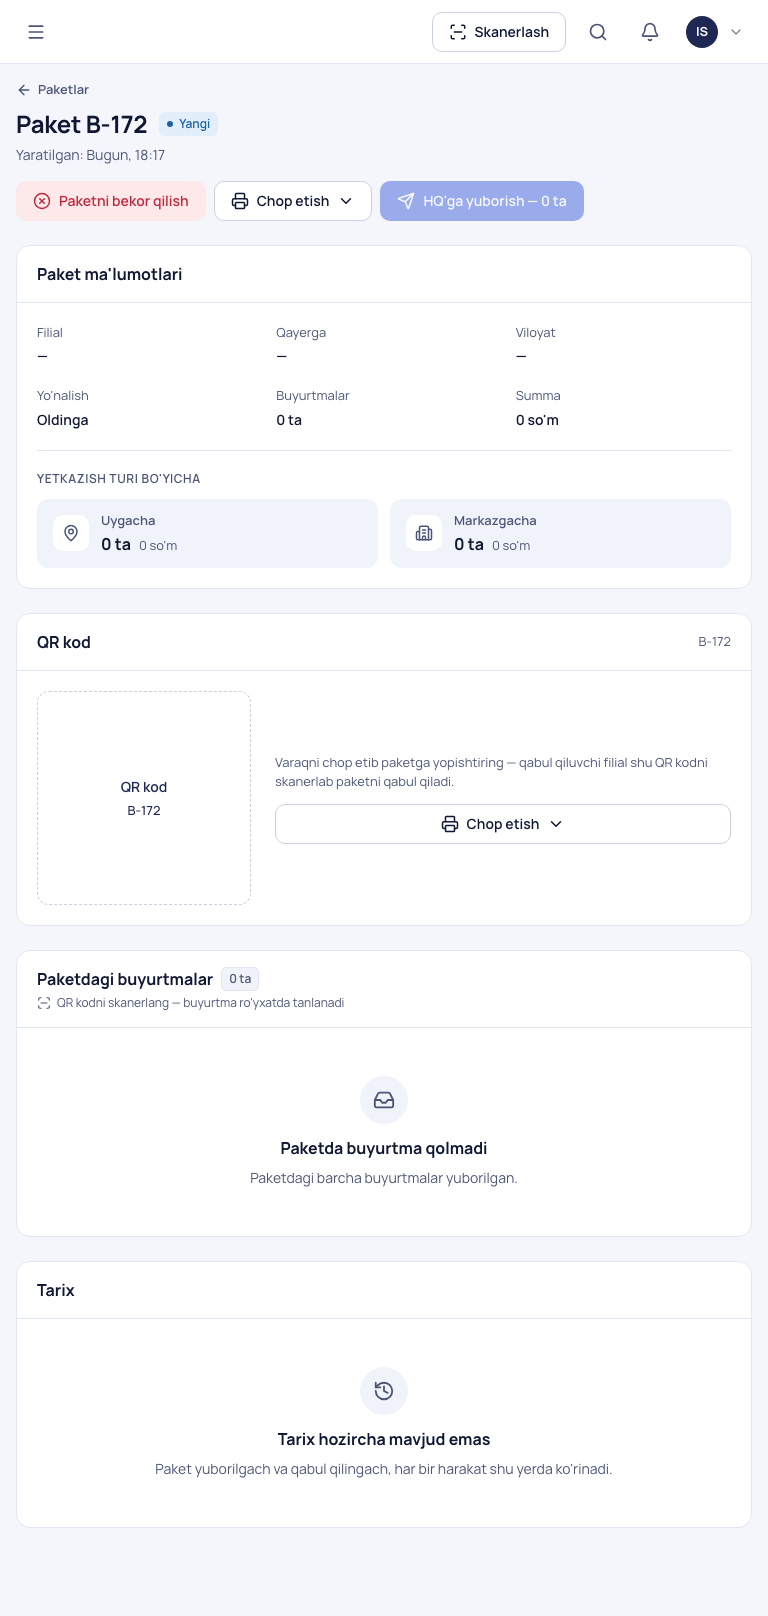 Skanerlash
IS
Paketlar
Paket B-172
Yangi
Yaratilgan: Bugun, 18:17
Paketni bekor qilish
Chop etish
HQ'ga yuborish — 0 ta
Paket ma'lumotlari
Filial
—
Qayerga
—
Viloyat
—
Yo'nalish
Oldinga
Buyurtmalar
0 ta
Summa
0 so'm
YETKAZISH TURI BO'YICHA
Uygacha
0 ta 0 so'm
Markazgacha
0 ta 0 so'm
QR kod
B-172
QR kod
B-172
Varaqni chop etib paketga yopishtiring — qabul qiluvchi filial shu QR kodni
skanerlab paketni qabul qiladi.
Chop etish
Paketdagi buyurtmalar
0 ta
QR kodni skanerlang — buyurtma ro'yxatda tanlanadi
Paketda buyurtma qolmadi
Paketdagi barcha buyurtmalar yuborilgan.
Tarix
Tarix hozircha mavjud emas
Paket yuborilgach va qabul qilingach, har bir harakat shu yerda ko'rinadi.